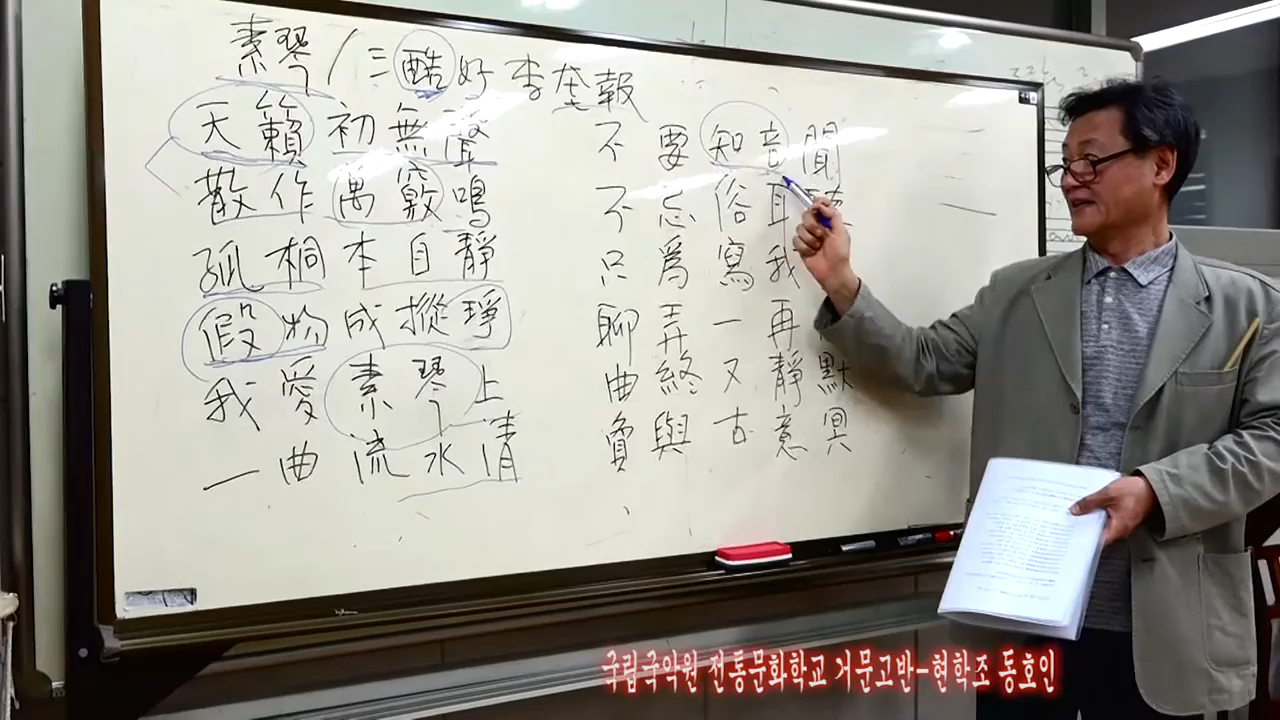 素琴 / 三酷好 李奎報
天籟初無聲
散作萬竅鳴
孤桐本自靜
假物成摐琤
我愛素琴上
一曲流水清
不要知音聞
不忌俗耳
只爲寫我
聊弄一再
曲終又靜默
夐與古意冥
국립국악원 전통문화학교 거문고반-현학조 동호인